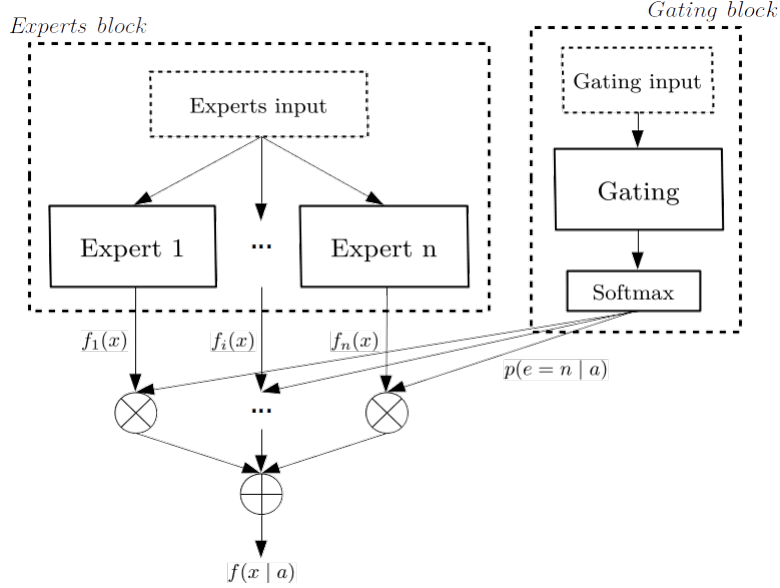 Experts block
Gating block
Experts input
Gating input
Expert 1
...
Expert n
Gating
Softmax
f₁(x)
fᵢ(x)
fₙ(x)
p(e = n | a)
...
f(x | a)